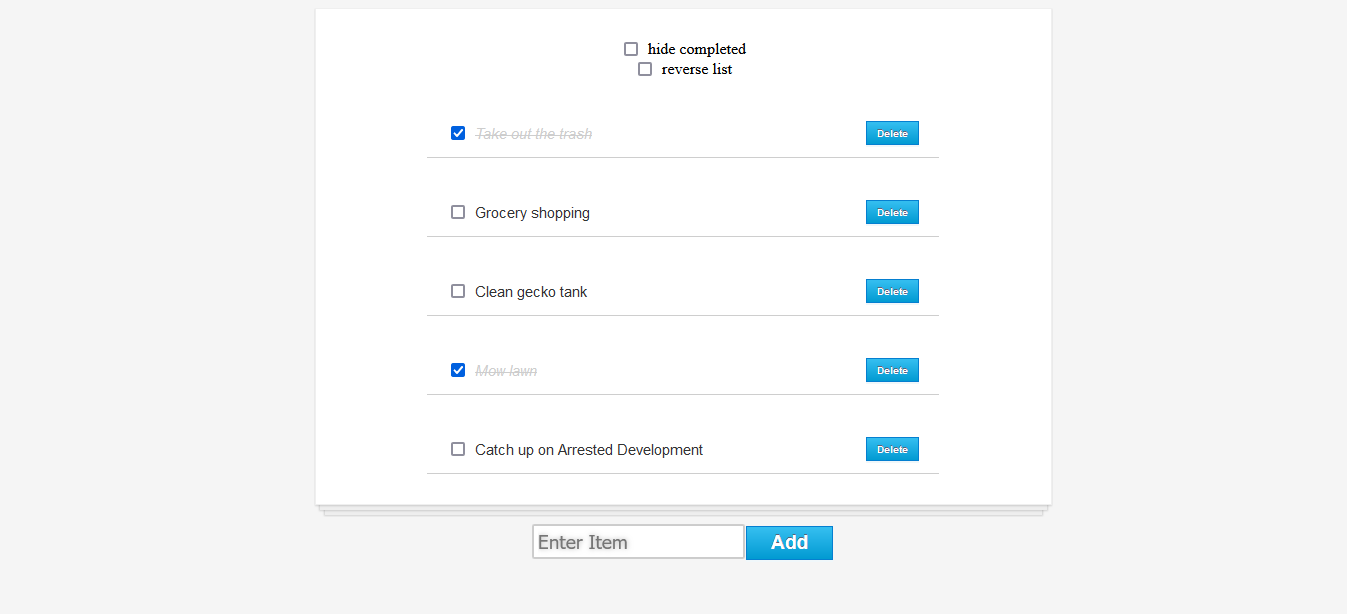 hide completed
reverse list
Take out the trash Delete
Grocery shopping Delete
Clean gecko tank Delete
Mow lawn Delete
Catch up on Arrested Development Delete
Enter Item Add